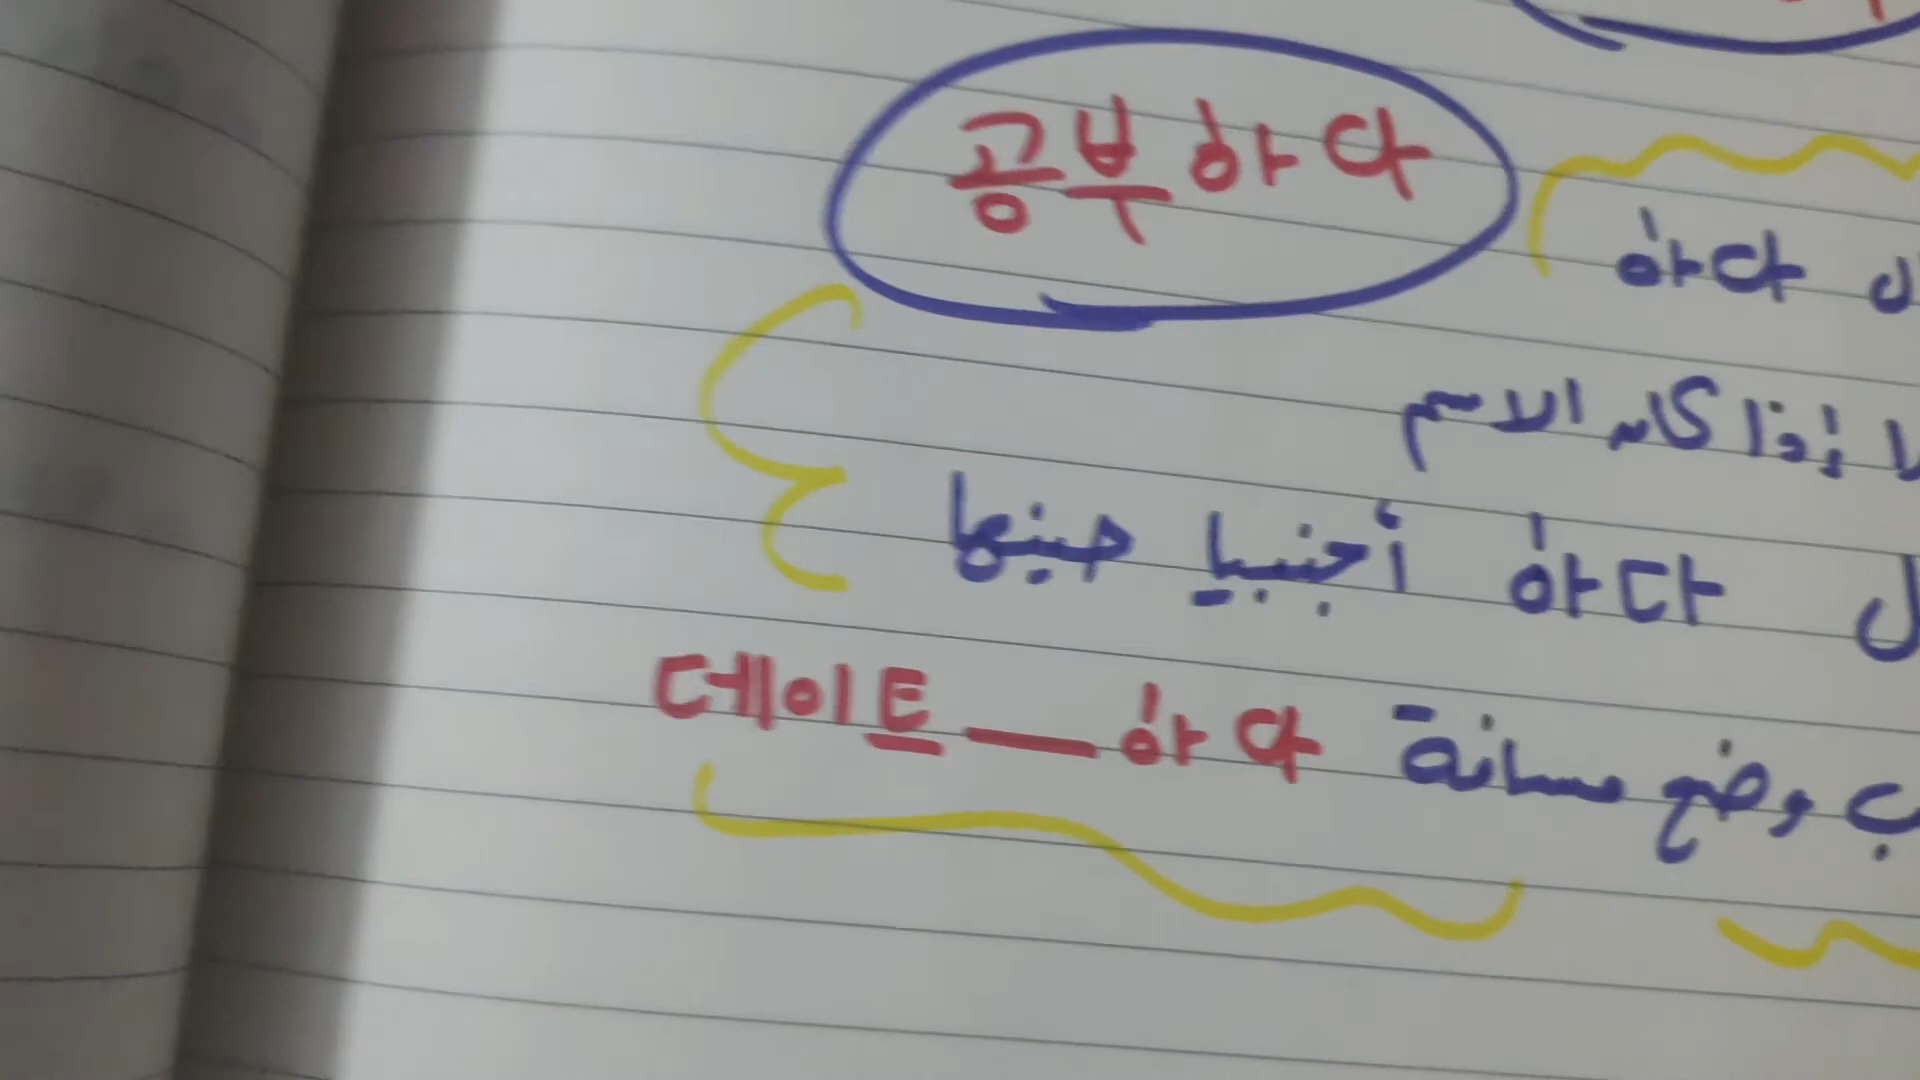 공부하다
하다
إذا كان الاسم
ل 하다 أجنبيا حينها
وضع مسافة 하다 — 데이트